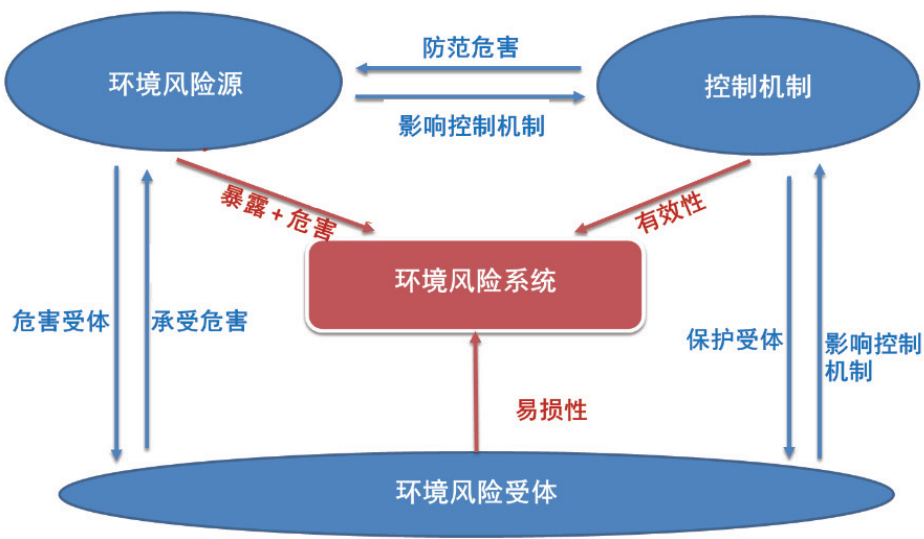 防范危害
环境风险源
控制机制
影响控制机制
暴露+危害
有效性
环境风险系统
危害受体
承受危害
保护受体
影响控制
机制
易损性
环境风险受体